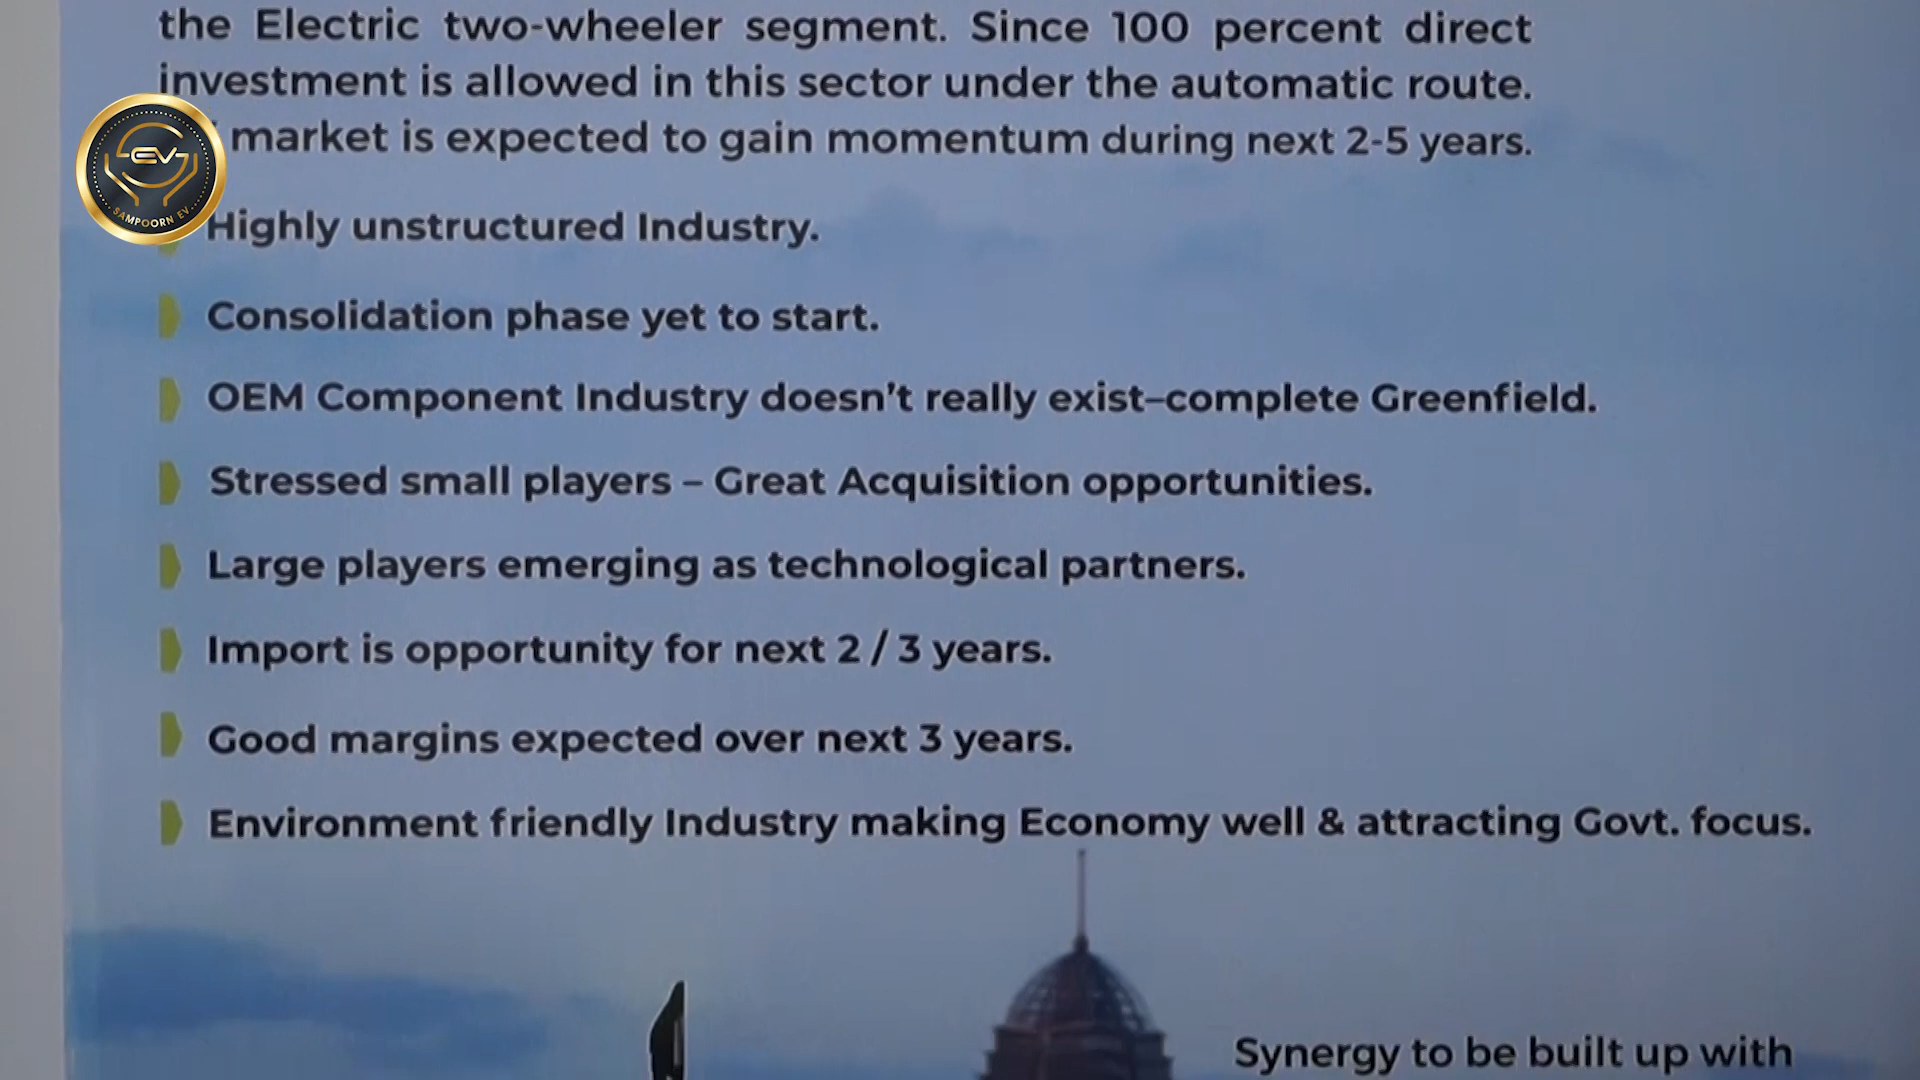 the Electric two-wheeler segment. Since 100 percent direct
investment is allowed in this sector under the automatic route.
market is expected to gain momentum during next 2-5 years.
EV
SAMPOORN EV
Highly unstructured Industry.
Consolidation phase yet to start.
OEM Component Industry doesn't really exist–complete Greenfield.
Stressed small players – Great Acquisition opportunities.
Large players emerging as technological partners.
Import is opportunity for next 2 / 3 years.
Good margins expected over next 3 years.
Environment friendly Industry making Economy well & attracting Govt. focus.
Synergy to be built up with